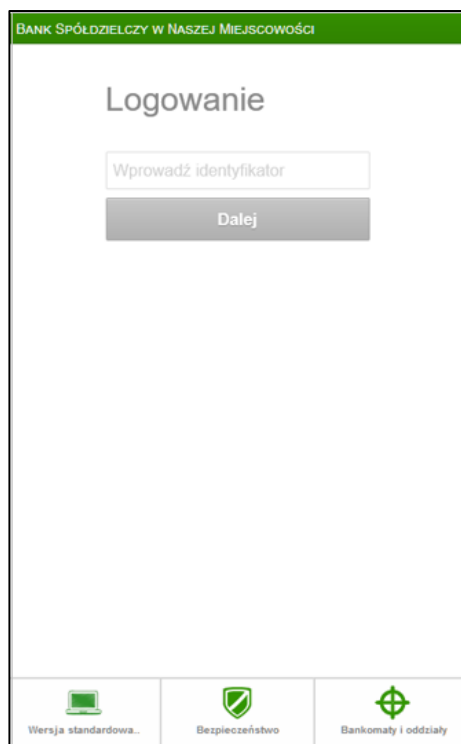 BANK SPÓŁDZIELCZY W NASZEJ MIEJSCOWOŚCI
Logowanie
Wprowadź identyfikator
Dalej
Wersja standardowa..
Bezpieczeństwo
Bankomaty i oddziały